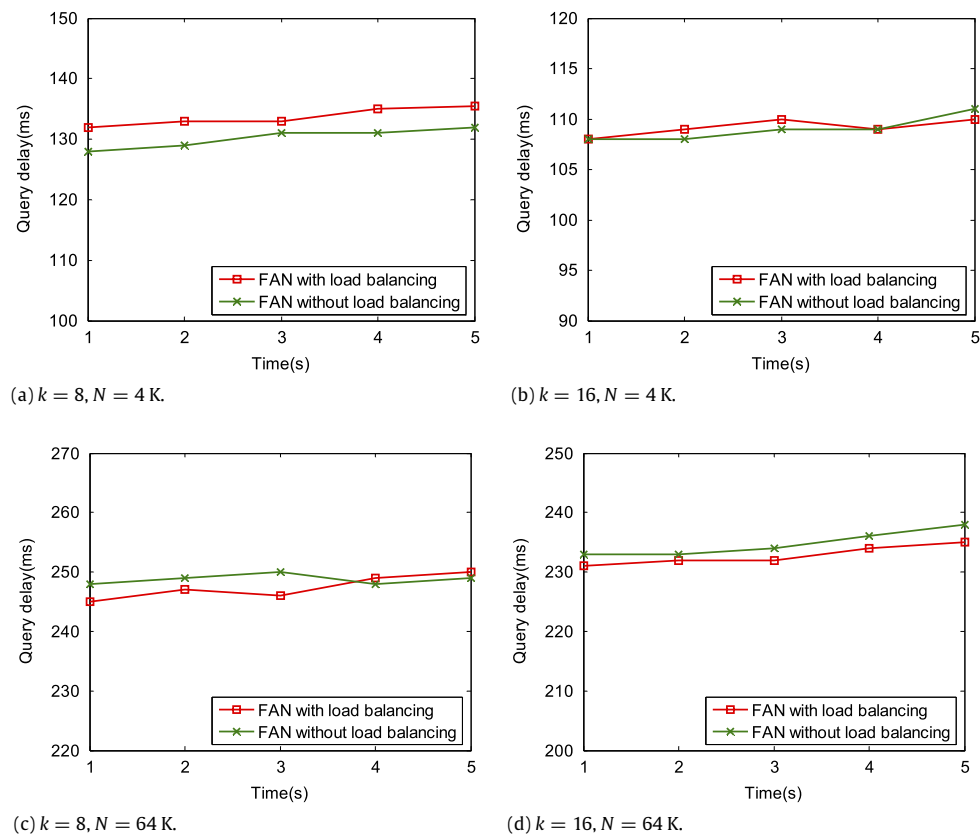 150
140
130
120
110
100
Query delay(ms)
FAN with load balancing
FAN without load balancing
1 2 3 4 5
Time(s)
(a) k = 8, N = 4 K.
120
115
110
105
100
95
90
Query delay(ms)
FAN with load balancing
FAN without load balancing
1 2 3 4 5
Time(s)
(b) k = 16, N = 4 K.
270
260
250
240
230
220
Query delay(ms)
FAN with load balancing
FAN without load balancing
1 2 3 4 5
Time(s)
(c) k = 8, N = 64 K.
250
240
230
220
210
200
Query delay(ms)
FAN with load balancing
FAN without load balancing
1 2 3 4 5
Time(s)
(d) k = 16, N = 64 K.